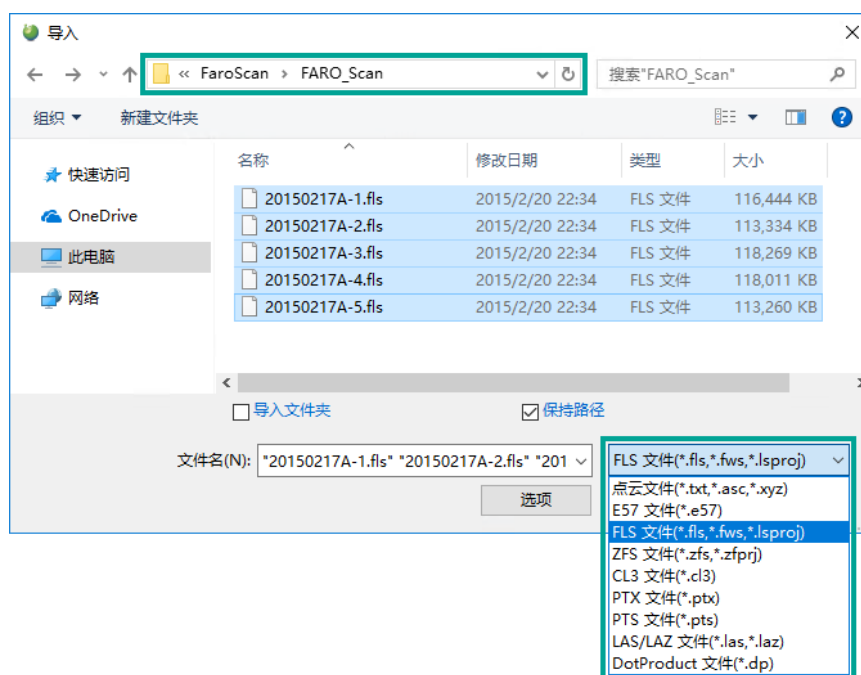 导入
« FaroScan › FARO_Scan
搜索"FARO_Scan"
组织 新建文件夹
名称 修改日期 类型 大小
快速访问
OneDrive
此电脑
网络
20150217A-1.fls 2015/2/20 22:34 FLS 文件 116,444 KB
20150217A-2.fls 2015/2/20 22:34 FLS 文件 113,334 KB
20150217A-3.fls 2015/2/20 22:34 FLS 文件 118,269 KB
20150217A-4.fls 2015/2/20 22:34 FLS 文件 118,011 KB
20150217A-5.fls 2015/2/20 22:34 FLS 文件 113,260 KB
导入文件夹 保持路径
文件名(N): "20150217A-1.fls" "20150217A-2.fls" "201
FLS 文件(*.fls,*.fws,*.lsproj)
选项
点云文件(*.txt,*.asc,*.xyz)
E57 文件(*.e57)
FLS 文件(*.fls,*.fws,*.lsproj)
ZFS 文件(*.zfs,*.zfprj)
CL3 文件(*.cl3)
PTX 文件(*.ptx)
PTS 文件(*.pts)
LAS/LAZ 文件(*.las,*.laz)
DotProduct 文件(*.dp)